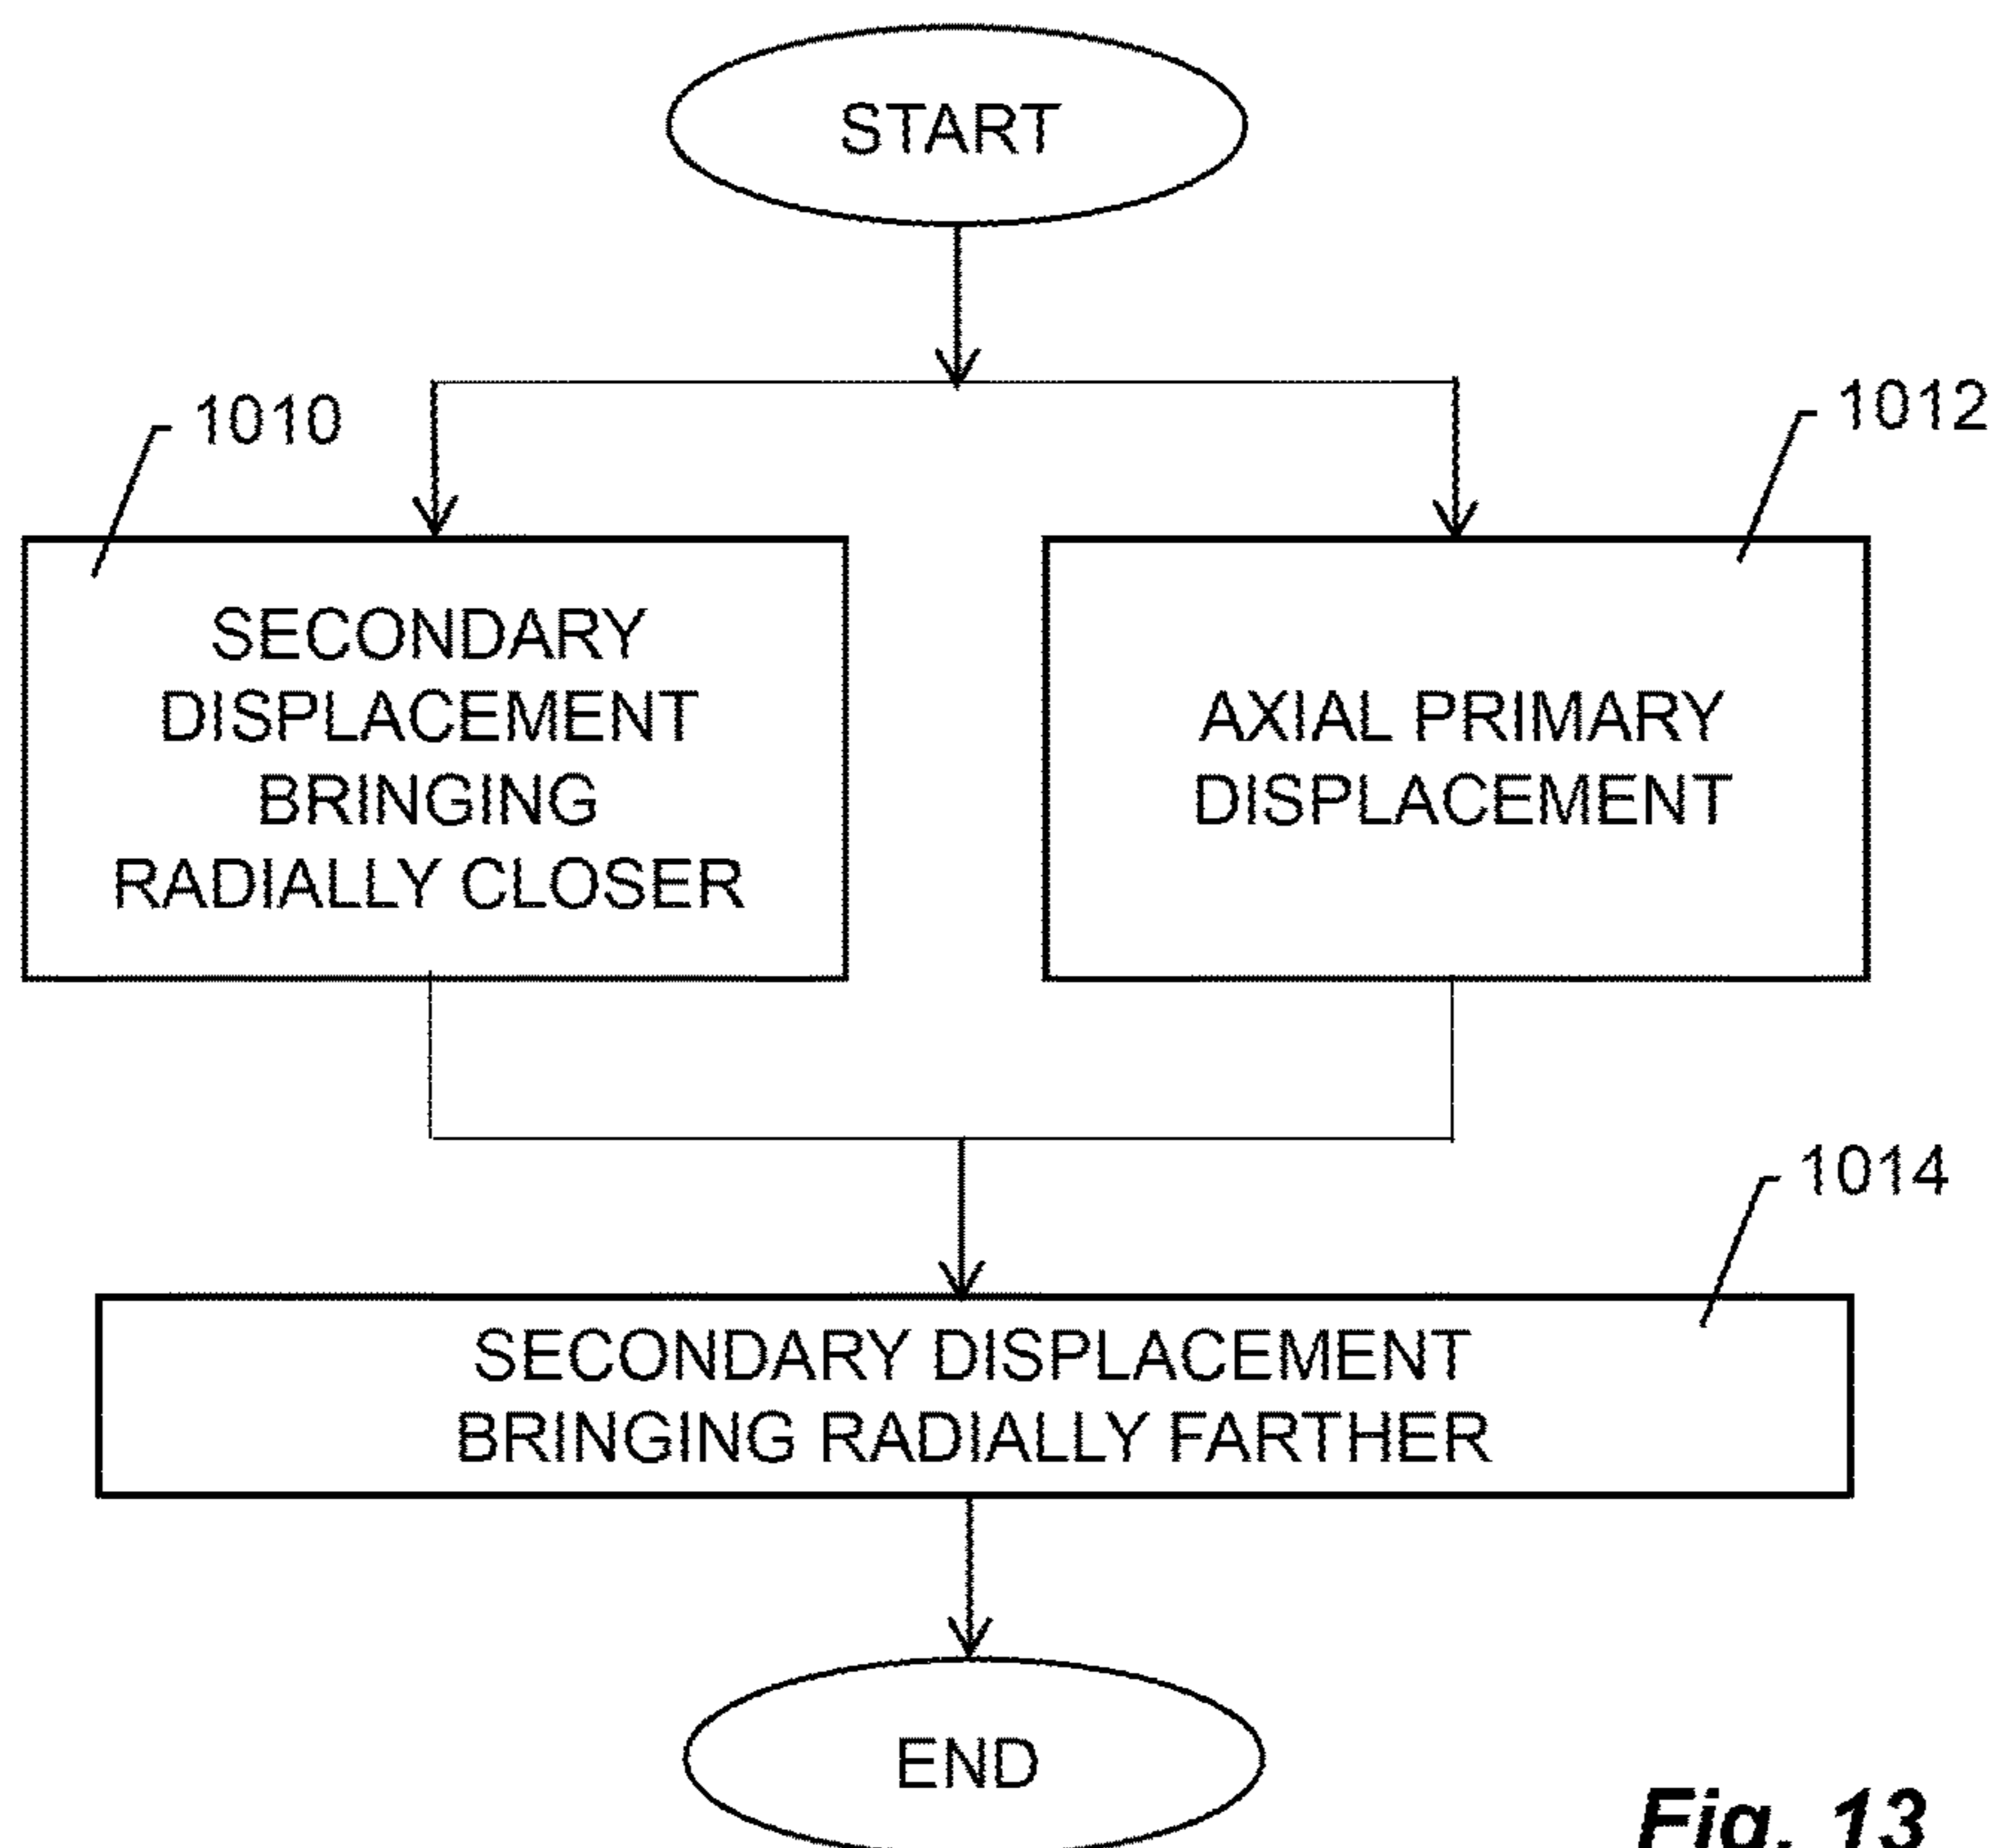 START
1010
1012
SECONDARY
DISPLACEMENT
BRINGING
RADIALLY CLOSER
AXIAL PRIMARY
DISPLACEMENT
1014
SECONDARY DISPLACEMENT
BRINGING RADIALLY FARTHER
END
Fig. 13